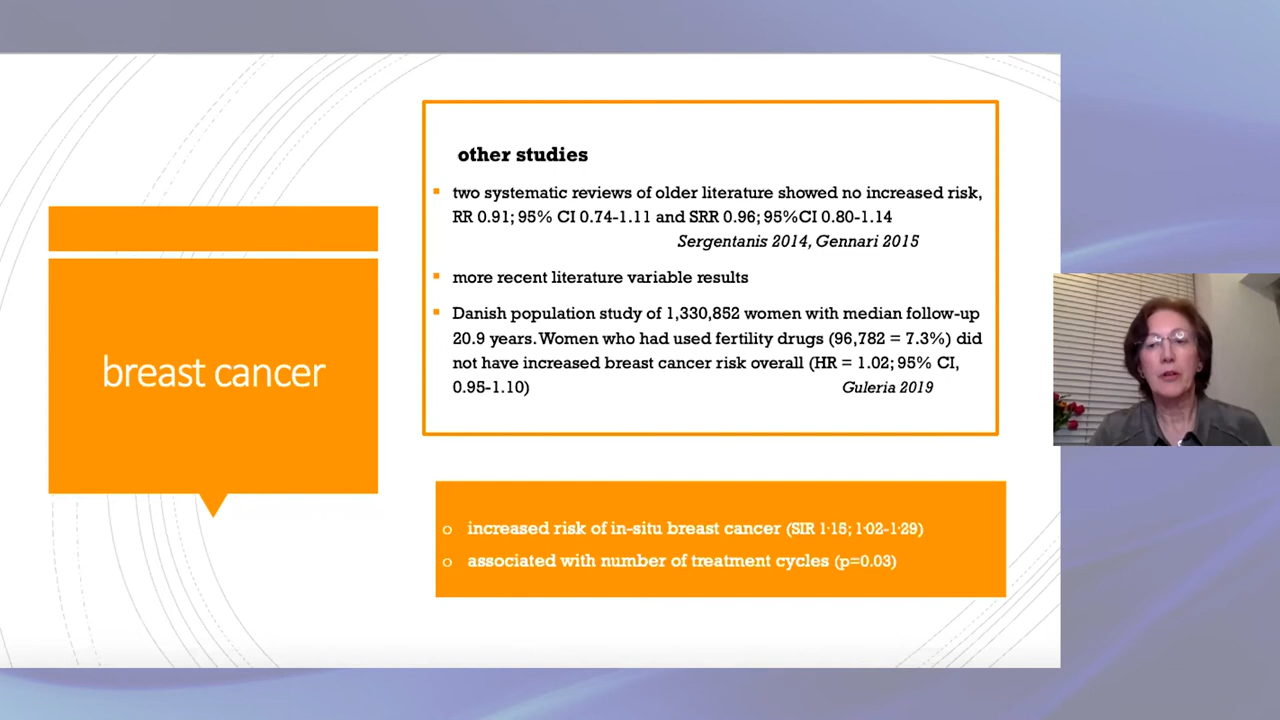 breast cancer
other studies
two systematic reviews of older literature showed no increased risk,
RR 0.91; 95% CI 0.74-1.11 and SRR 0.96; 95%CI 0.80-1.14
Sergentanis 2014, Gennari 2015
more recent literature variable results
Danish population study of 1,330,852 women with median follow-up
20.9 years. Women who had used fertility drugs (96,782 = 7.3%) did
not have increased breast cancer risk overall (HR = 1.02; 95% CI,
0.95-1.10) Guleria 2019
increased risk of in-situ breast cancer (SIR 1·15; 1·02-1·29)
associated with number of treatment cycles (p=0.03)